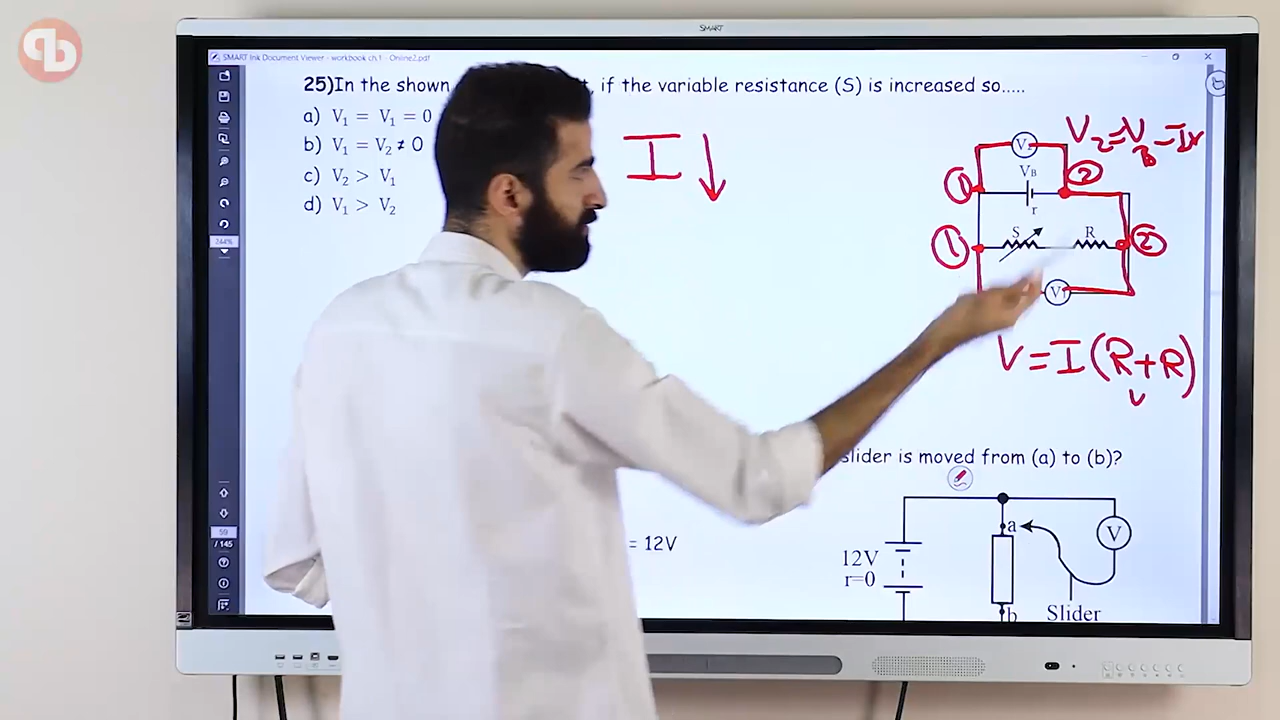 SMART
SMART Ink Document Viewer - workbook ch.1 - Online2.pdf
25)In the shown
, if the variable resistance (S) is increased so.....
a) V₁ = V₁ = 0
b) V₁ = V₂ ≠ 0
c) V₂ > V₁
d) V₁ > V₂
I ↓
V₂=V_B-Ir
V_B
r
1
2
S
R
1
2
V₁
V=I(R+R)
V
slider is moved from (a) to (b)?
= 12V
a
V
12V
r=0
b
Slider
244%
59
/ 145